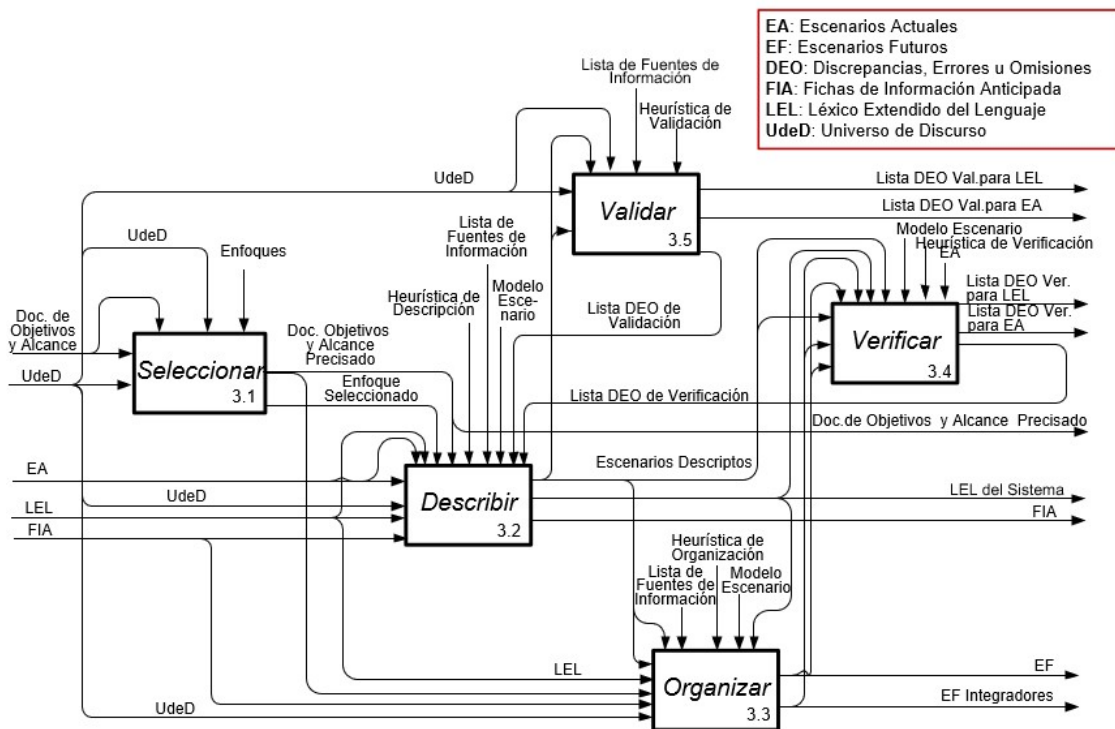 EA: Escenarios Actuales
EF: Escenarios Futuros
DEO: Discrepancias, Errores u Omisiones
FIA: Fichas de Información Anticipada
LEL: Léxico Extendido del Lenguaje
UdeD: Universo de Discurso
Lista de Fuentes de
Información
Heurística de
Validación
UdeD
Validar
3.5
Lista DEO Val.para LEL
Lista DEO Val.para EA
UdeD
Enfoques
Lista de
Fuentes de
Información
Modelo
Esce-
nario
Heurística de
Descripción
Lista DEO de
Validación
Modelo Escenario
Heurística de Verificación
EA
Lista DEO Ver.
para LEL
Lista DEO Ver.
para EA
Verificar
3.4
Doc. de
Objetivos
y Alcance
UdeD
Seleccionar
3.1
Doc. Objetivos
y Alcance
Precisado
Enfoque
Seleccionado
Lista DEO de Verificación
Doc.de Objetivos y Alcance Precisado
EA
UdeD
LEL
FIA
Describir
3.2
Escenarios Descriptos
LEL del Sistema
FIA
Heurística de
Organización
Lista de
Fuentes de
Información
Modelo
Escenario
LEL
UdeD
Organizar
3.3
EF
EF Integradores